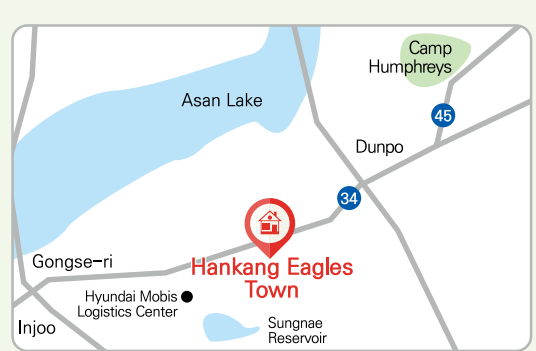 Camp
Humphreys
Asan Lake
45
Dunpo
34
Gongse-ri
Hankang Eagles
Town
Hyundai Mobis
Logistics Center
Injoo
Sungnae
Reservoir